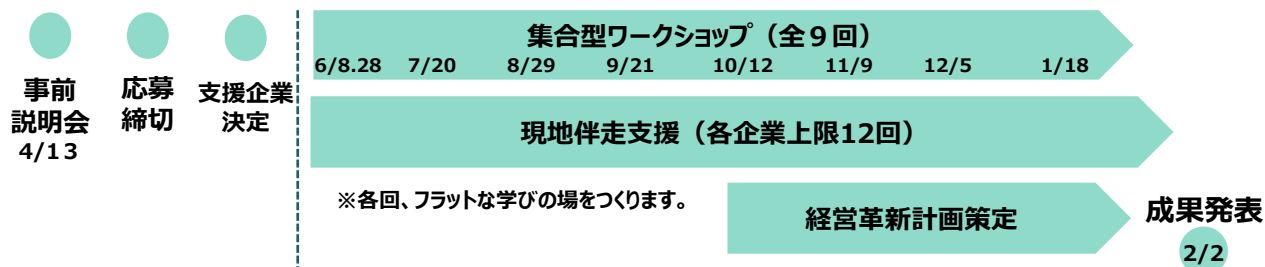 事前
説明会
4/13
応募
締切
支援企業
決定
集合型ワークショップ（全９回）
6/8.28 7/20 8/29 9/21 10/12 11/9 12/5 1/18
現地伴走支援（各企業上限12回）
※各回、フラットな学びの場をつくります。
経営革新計画策定
成果発表
2/2